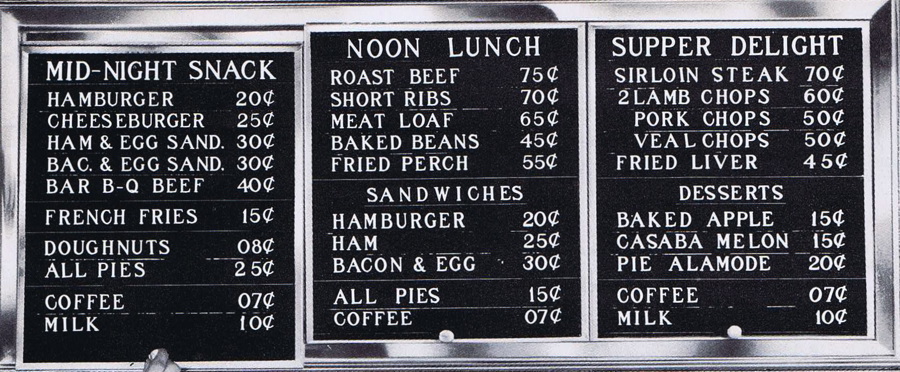 MID-NIGHT SNACK
HAMBURGER 20¢
CHEESEBURGER 25¢
HAM & EGG SAND. 30¢
BAC. & EGG SAND. 30¢
BAR B-Q BEEF 40¢
FRENCH FRIES 15¢
DOUGHNUTS 08¢
ALL PIES 25¢
COFFEE 07¢
MILK 10¢
NOON LUNCH
ROAST BEEF 75¢
SHORT RIBS 70¢
MEAT LOAF 65¢
BAKED BEANS 45¢
FRIED PERCH 55¢
SANDWICHES
HAMBURGER 20¢
HAM 25¢
BACON & EGG 30¢
ALL PIES 15¢
COFFEE 07¢
SUPPER DELIGHT
SIRLOIN STEAK 70¢
2 LAMB CHOPS 60¢
PORK CHOPS 50¢
VEAL CHOPS 50¢
FRIED LIVER 45¢
DESSERTS
BAKED APPLE 15¢
CASABA MELON 15¢
PIE ALAMODE 20¢
COFFEE 07¢
MILK 10¢